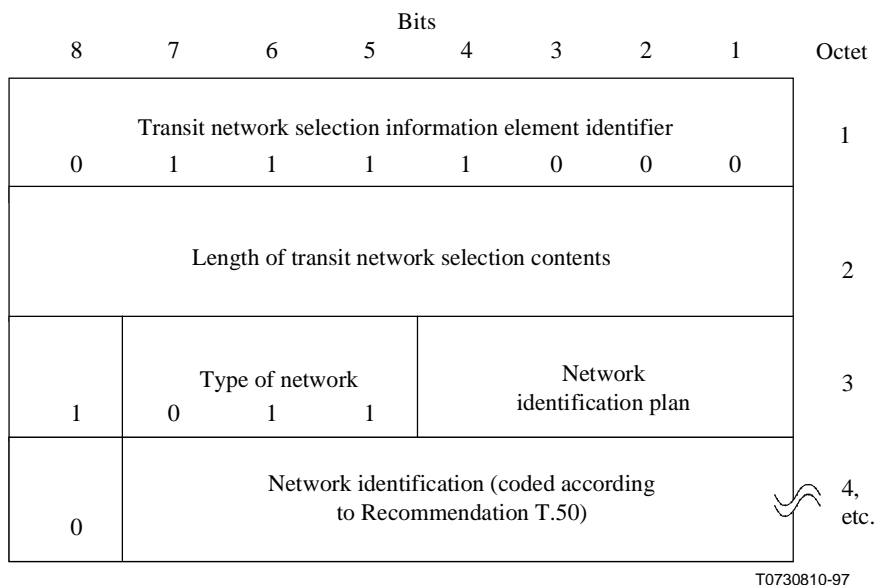 Bits
8 7 6 5 4 3 2 1 Octet
Transit network selection information element identifier
0 1 1 1 1 0 0 0
1
Length of transit network selection contents
2
Type of network
1 0 1 1
Network
identification plan
3
Network identification (coded according
to Recommendation T.50)
0
4,
etc.
T0730810-97